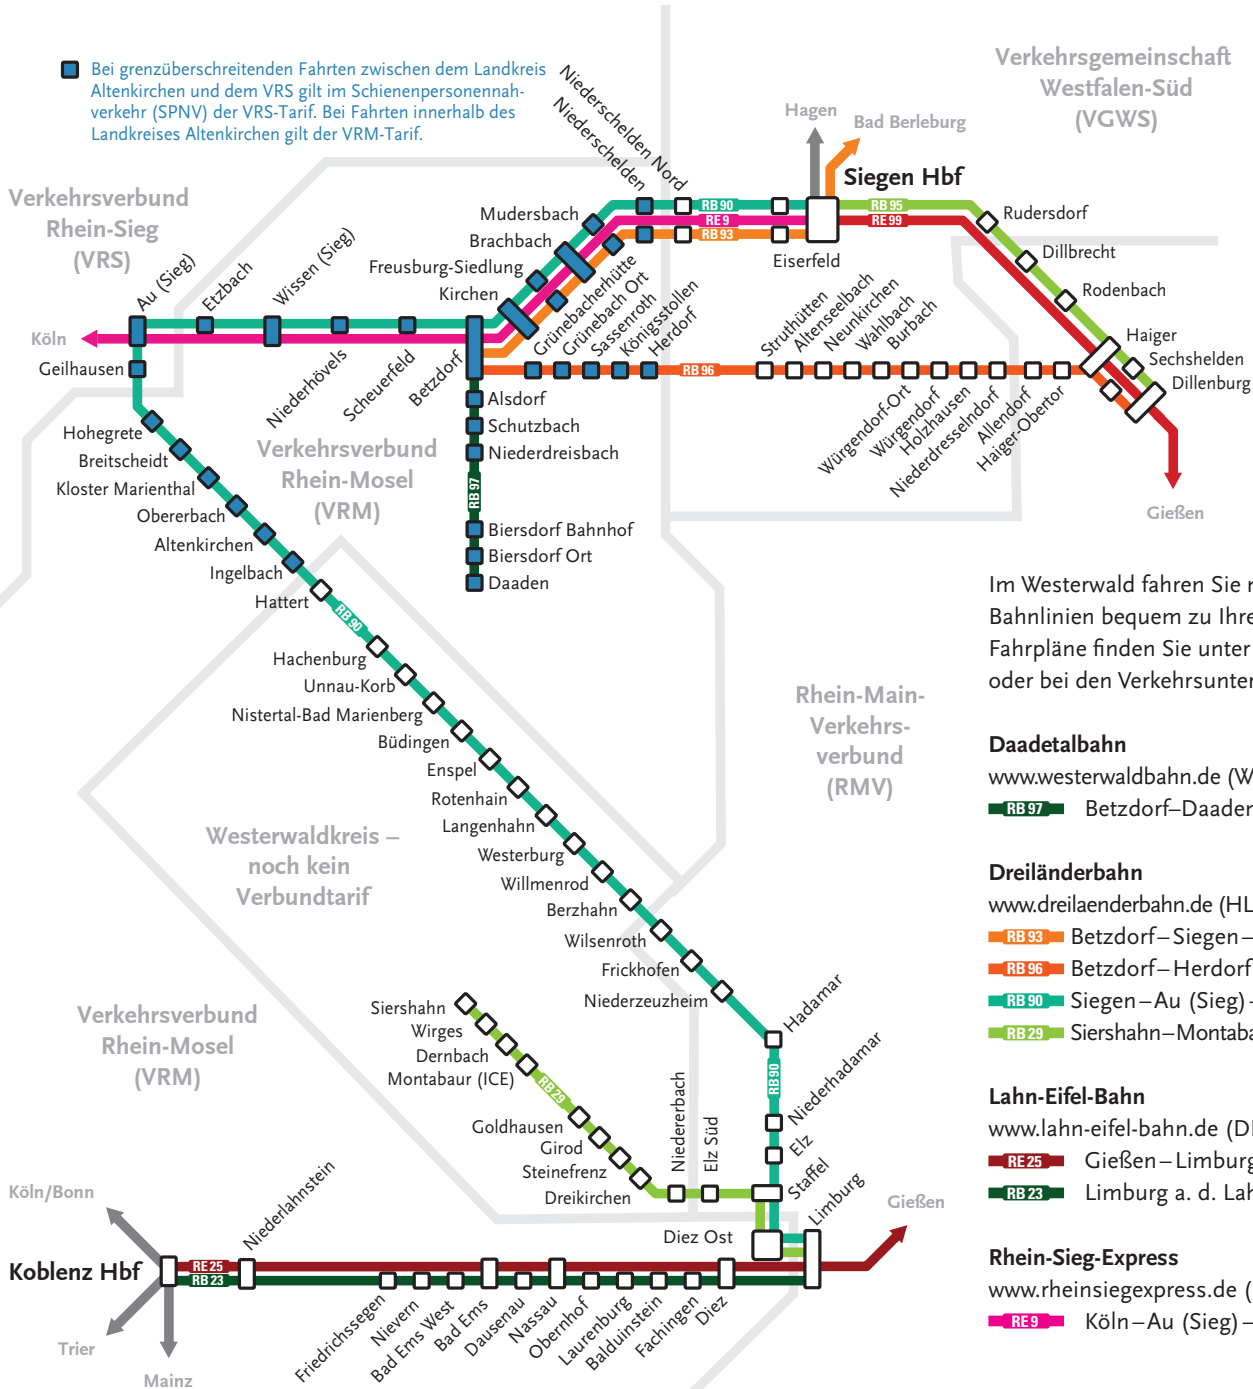 Bei grenzüberschreitenden Fahrten zwischen dem Landkreis
Altenkirchen und dem VRS gilt im Schienenpersonennah-
verkehr (SPNV) der VRS-Tarif. Bei Fahrten innerhalb des
Landkreises Altenkirchen gilt der VRM-Tarif.
Verkehrsgemeinschaft
Westfalen-Süd
(VGWS)
Hagen
Bad Berleburg
Siegen Hbf
Niederschelden Nord
Niederschelden
Mudersbach
Brachbach
Freusburg-Siedlung
Kirchen
RB 90
RE 9
RB 93
RB 95
RE 99
Eiserfeld
Rudersdorf
Dillbrecht
Rodenbach
Haiger
Sechshelden
Dillenburg
Gießen
Verkehrsverbund
Rhein-Sieg
(VRS)
Köln
Au (Sieg)
Etzbach
Wissen (Sieg)
Niederhövels
Scheuerfeld
Betzdorf
Grünebacherhütte
Grünebach Ort
Sassenroth
Königsstollen
Herdorf
RB 96
Struthütten
Altenseelbach
Neunkirchen
Wahlbach
Burbach
Würgendorf-Ort
Würgendorf
Holzhausen
Niederdresselndorf
Allendorf
Haiger-Obertor
Geilhausen
Hohegrete
Breitscheidt
Kloster Marienthal
Obererbach
Altenkirchen
Ingelbach
Hattert
RB 90
Verkehrsverbund
Rhein-Mosel
(VRM)
Alsdorf
Schutzbach
Niederdreisbach
RB 97
Biersdorf Bahnhof
Biersdorf Ort
Daaden
Hachenburg
Unnau-Korb
Nistertal-Bad Marienberg
Büdingen
Enspel
Rotenhain
Langenhahn
Westerburg
Willmenrod
Berzhahn
Wilsenroth
Frickhofen
Niederzeuzheim
Hadamar
RB 90
Niederhadamar
Elz
Staffel
Limburg
Diez Ost
Rhein-Main-
Verkehrs-
verbund
(RMV)
Westerwaldkreis –
noch kein
Verbundtarif
Verkehrsverbund
Rhein-Mosel
(VRM)
Siershahn
Wirges
Dernbach
Montabaur (ICE)
RB 29
Goldhausen
Girod
Steinefrenz
Dreikirchen
Niedererbach
Elz Süd
Köln/Bonn
Koblenz Hbf
Trier
Mainz
Niederlahnstein
RE 25
RB 23
Friedrichssegen
Nievern
Bad Ems West
Bad Ems
Dausenau
Nassau
Obernhof
Laurenburg
Balduinstein
Fachingen
Diez
Gießen
Im Westerwald fahren Sie
Bahnlinien bequem zu Ihre
Fahrpläne finden Sie unter
oder bei den Verkehrsunter
Daadetalbahn
www.westerwaldbahn.de (W
RB 97 Betzdorf–Daaden
Dreiländerbahn
www.dreilaenderbahn.de (HL
RB 93 Betzdorf–Siegen–
RB 96 Betzdorf–Herdorf
RB 90 Siegen–Au (Sieg)–
RB 29 Siershahn–Montaba
Lahn-Eifel-Bahn
www.lahn-eifel-bahn.de (D
RE 25 Gießen–Limburg
RB 23 Limburg a. d. Lah
Rhein-Sieg-Express
www.rheinsiegexpress.de (
RE 9 Köln–Au (Sieg)–